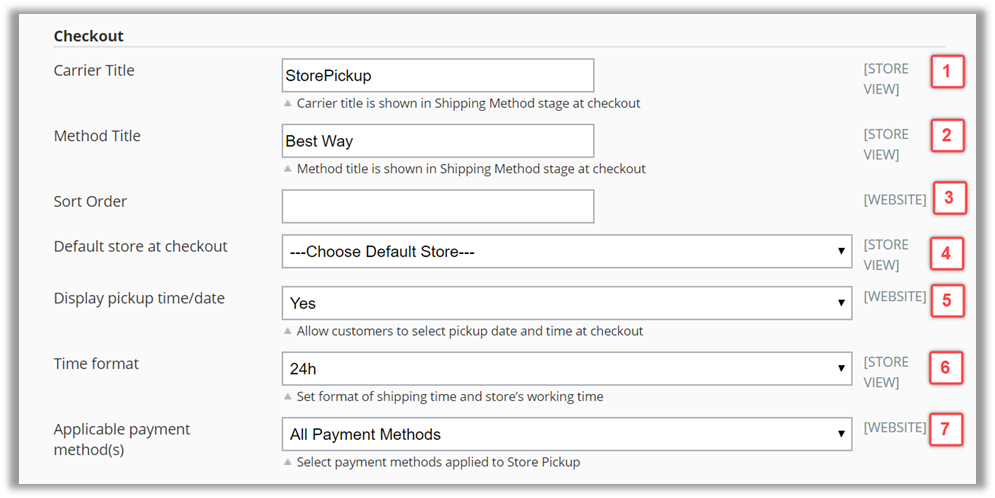 Checkout
Carrier Title
StorePickup
[STORE
VIEW]
1
Carrier title is shown in Shipping Method stage at checkout
Method Title
Best Way
[STORE
VIEW]
2
Method title is shown in Shipping Method stage at checkout
Sort Order
[WEBSITE]
3
Default store at checkout
---Choose Default Store---
[STORE
VIEW]
4
Display pickup time/date
Yes
[WEBSITE]
5
Allow customers to select pickup date and time at checkout
Time format
24h
[STORE
VIEW]
6
Set format of shipping time and store's working time
Applicable payment
method(s)
All Payment Methods
[WEBSITE]
7
Select payment methods applied to Store Pickup